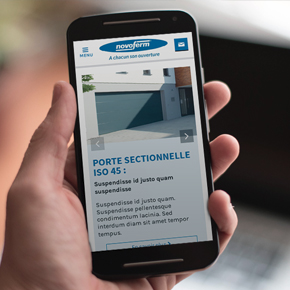 MENU
novoferm
A chacun son ouverture
PORTE SECTIONNELLE
ISO 45 :
Suspendisse id justo quam
suspendisse
Suspendisse id justo quam.
Suspendisse pellentesque
condimentum lacinia. Sed
interdum diam sit amet tempor
tempus.